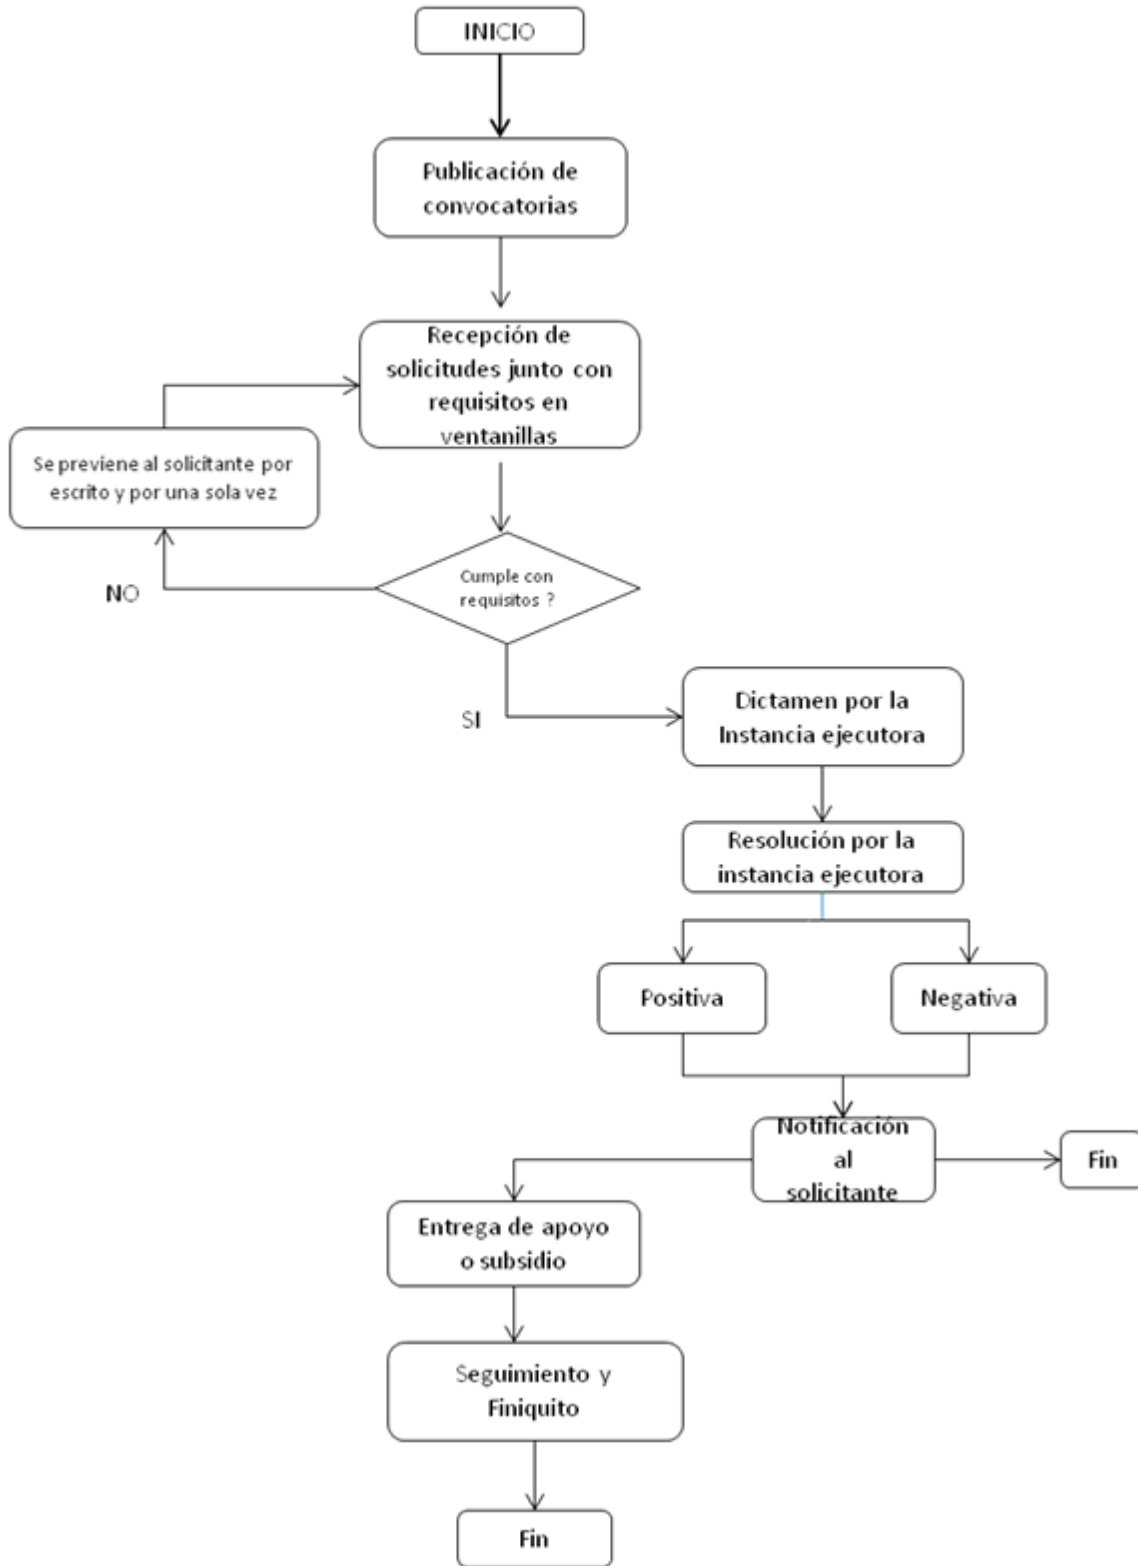 INICIO
Publicación de
convocatorias
Recepción de
solicitudes junto con
requisitos en
ventanillas
Se previene al solicitante por
escrito y por una sola vez
Cumple con
requisitos ?
NO
SI
Dictamen por la
Instancia ejecutora
Resolución por la
instancia ejecutora
Positiva
Negativa
Notificación
al
solicitante
Fin
Entrega de apoyo
o subsidio
Seguimiento y
Finiquito
Fin